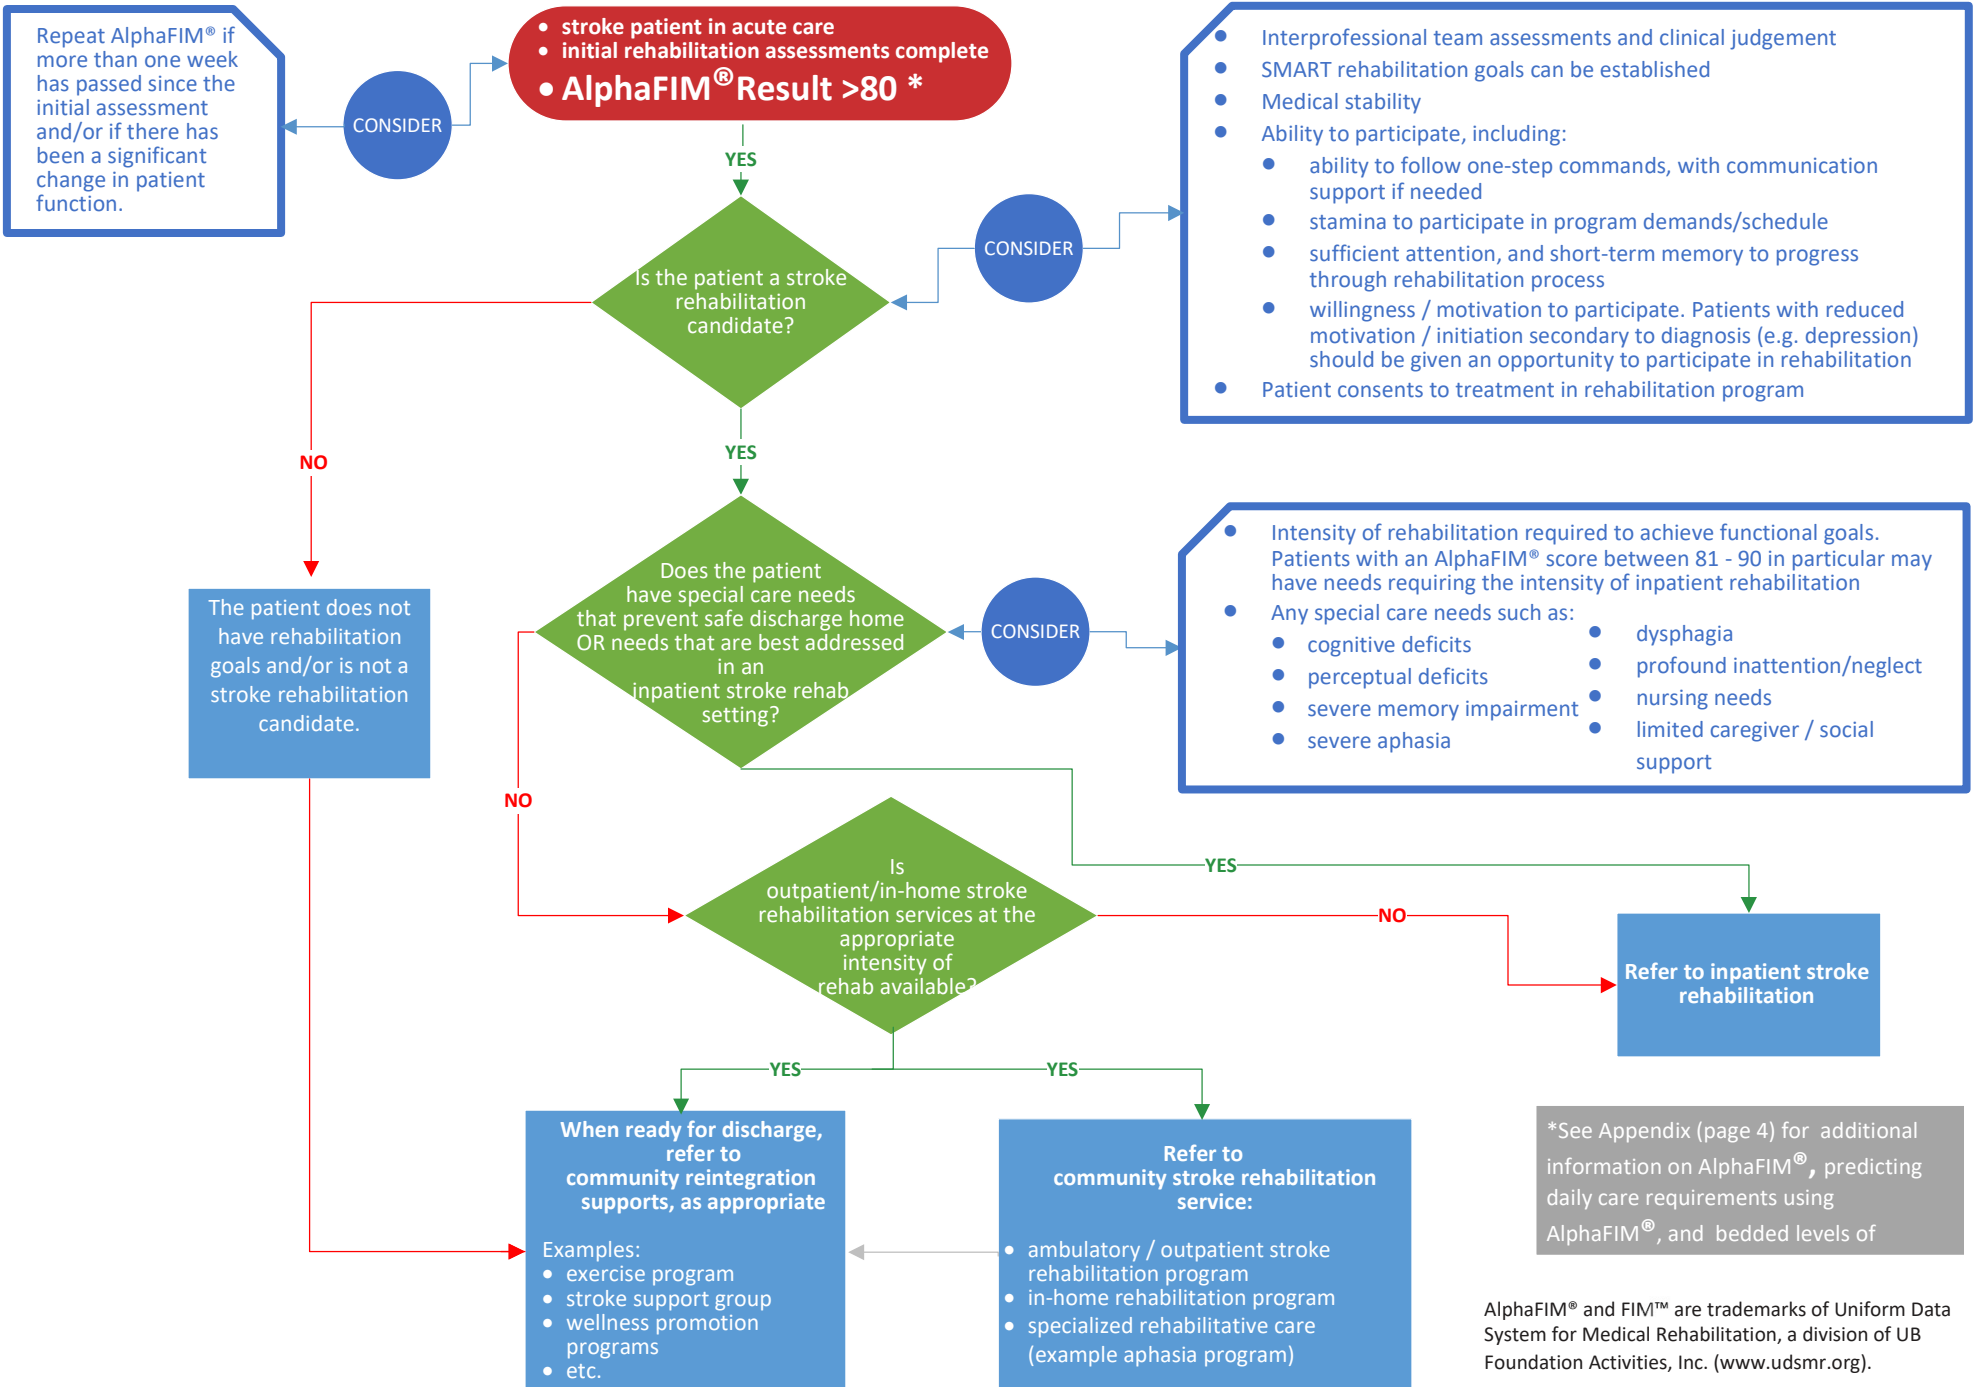 Repeat AlphaFIM® if
more than one week
has passed since the
initial assessment
and/or if there has
been a significant
change in patient
function.
CONSIDER
• stroke patient in acute care
• initial rehabilitation assessments complete
• AlphaFIM® Result >80 *
• Interprofessional team assessments and clinical judgement
• SMART rehabilitation goals can be established
• Medical stability
• Ability to participate, including:
• ability to follow one-step commands, with communication
support if needed
• stamina to participate in program demands/schedule
• sufficient attention, and short-term memory to progress
through rehabilitation process
• willingness / motivation to participate. Patients with reduced
motivation / initiation secondary to diagnosis (e.g. depression)
should be given an opportunity to participate in rehabilitation
• Patient consents to treatment in rehabilitation program
YES
CONSIDER
Is the patient a stroke
rehabilitation
candidate?
NO
YES
Does the patient
have special care needs
that prevent safe discharge home
OR needs that are best addressed
in an
inpatient stroke rehab
setting?
CONSIDER
• Intensity of rehabilitation required to achieve functional goals.
Patients with an AlphaFIM® score between 81 - 90 in particular may
have needs requiring the intensity of inpatient rehabilitation
• Any special care needs such as:
• cognitive deficits
• perceptual deficits
• severe memory impairment
• severe aphasia
• dysphagia
• profound inattention/neglect
• nursing needs
• limited caregiver / social
support
The patient does not
have rehabilitation
goals and/or is not a
stroke rehabilitation
candidate.
NO
YES
Is
outpatient/in-home stroke
rehabilitation services at the
appropriate
intensity of
rehab available?
NO
Refer to inpatient stroke
rehabilitation
YES
YES
When ready for discharge,
refer to
community reintegration
supports, as appropriate
Examples:
• exercise program
• stroke support group
• wellness promotion
programs
• etc.
Refer to
community stroke rehabilitation
service:
• ambulatory / outpatient stroke
rehabilitation program
• in-home rehabilitation program
• specialized rehabilitative care
(example aphasia program)
*See Appendix (page 4) for additional
information on AlphaFIM®, predicting
daily care requirements using
AlphaFIM®, and bedded levels of
AlphaFIM® and FIM™ are trademarks of Uniform Data
System for Medical Rehabilitation, a division of UB
Foundation Activities, Inc. (www.udsmr.org).